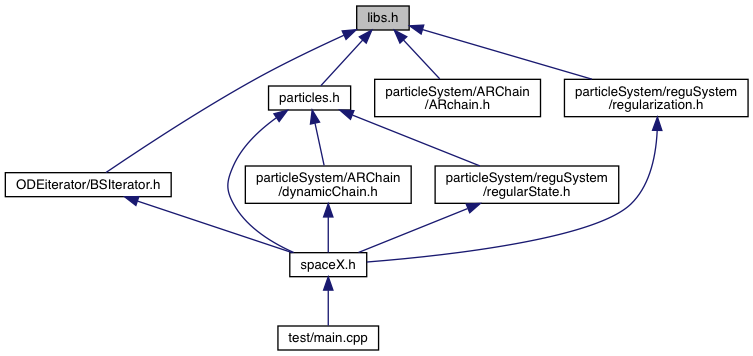 libs.h
particles.h
particleSystem/ARChain
/ARchain.h
particleSystem/reguSystem
/regularization.h
ODEiterator/BSIterator.h
particleSystem/ARChain
/dynamicChain.h
particleSystem/reguSystem
/regularState.h
spaceX.h
test/main.cpp